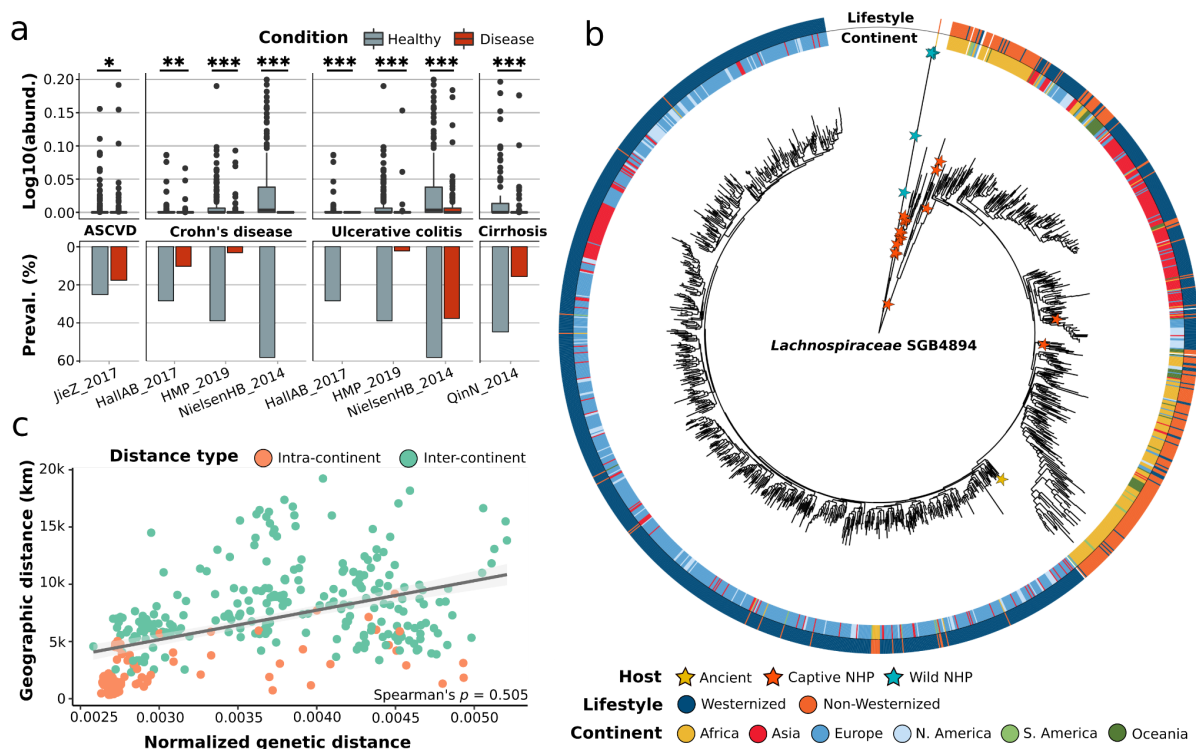 a
Condition Healthy Disease
* ** *** *** *** *** *** ***
Log10(abund.)
0.20
0.15
0.10
0.05
0.00
ASCVD Crohn's disease Ulcerative colitis Cirrhosis
Preval. (%)
0
20
40
60
JieZ_2017 HallAB_2017 HMP_2019 NielsenHB_2014 HallAB_2017 HMP_2019 NielsenHB_2014 QinN_2014
b
Lifestyle
Continent
Lachnospiraceae SGB4894
Host Ancient Captive NHP Wild NHP
Lifestyle Westernized Non-Westernized
Continent Africa Asia Europe N. America S. America Oceania
c
Distance type Intra-continent Inter-continent
Geographic distance (km)
20k
15k
10k
5k
0
Spearman's p = 0.505
0.0025 0.0030 0.0035 0.0040 0.0045 0.0050
Normalized genetic distance